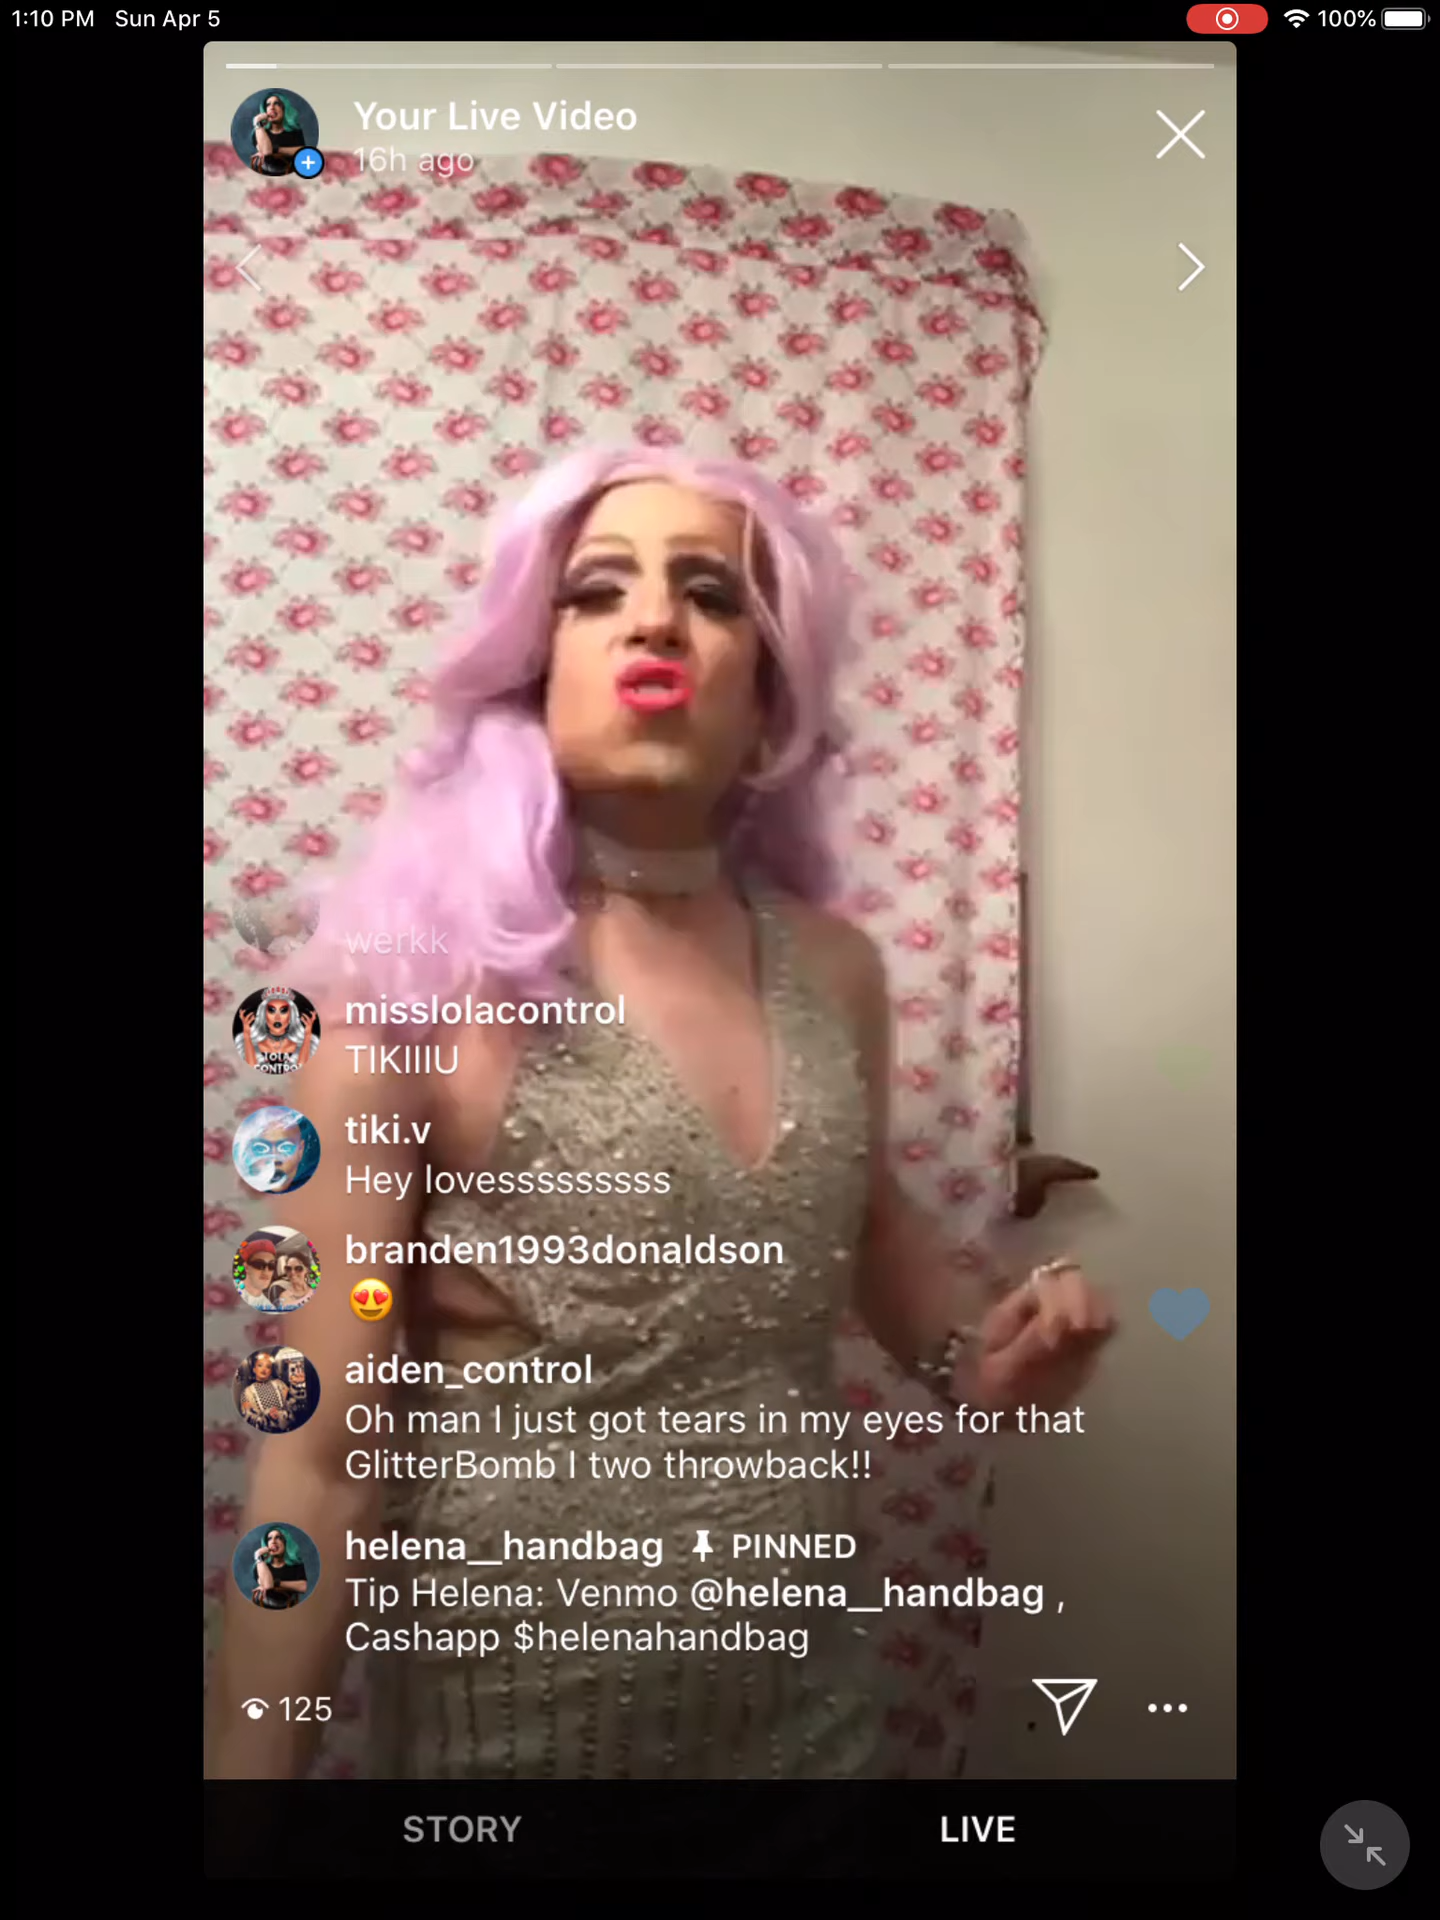 1:10 PM Sun Apr 5
100%
Your Live Video
16h ago
werkk
misslolacontrol
TIKIIIU
tiki.v
Hey lovesssssssss
branden1993donaldson
😍
aiden_control
Oh man I just got tears in my eyes for that
GlitterBomb I two throwback!!
helena__handbag PINNED
Tip Helena: Venmo @helena__handbag ,
Cashapp $helenahandbag
125
STORY
LIVE